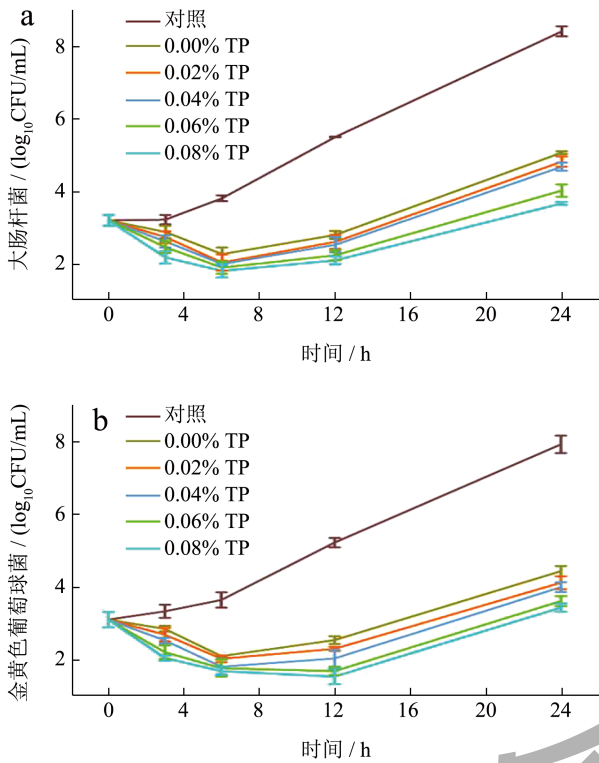 a
对照
0.00% TP
0.02% TP
0.04% TP
0.06% TP
0.08% TP
大肠杆菌 / (log10CFU/mL)
8
6
4
2
0 4 8 12 16 20 24
时间 / h
b
对照
0.00% TP
0.02% TP
0.04% TP
0.06% TP
0.08% TP
金黄色葡萄球菌 / (log10CFU/mL)
8
6
4
2
0 4 8 12 16 20 24
时间 / h